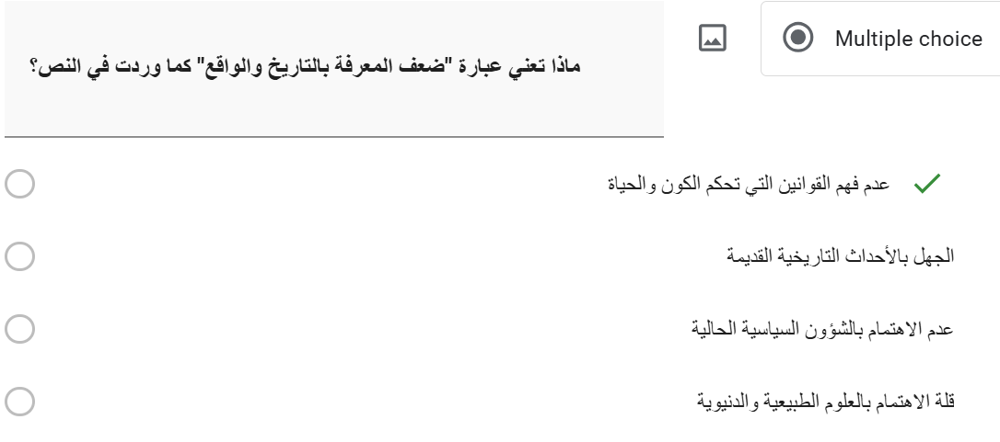 Multiple choice
ماذا تعني عبارة "ضعف المعرفة بالتاريخ والواقع" كما وردت في النص؟
عدم فهم القوانين التي تحكم الكون والحياة
الجهل بالأحداث التاريخية القديمة
عدم الاهتمام بالشؤون السياسية الحالية
قلة الاهتمام بالعلوم الطبيعية والدنيوية